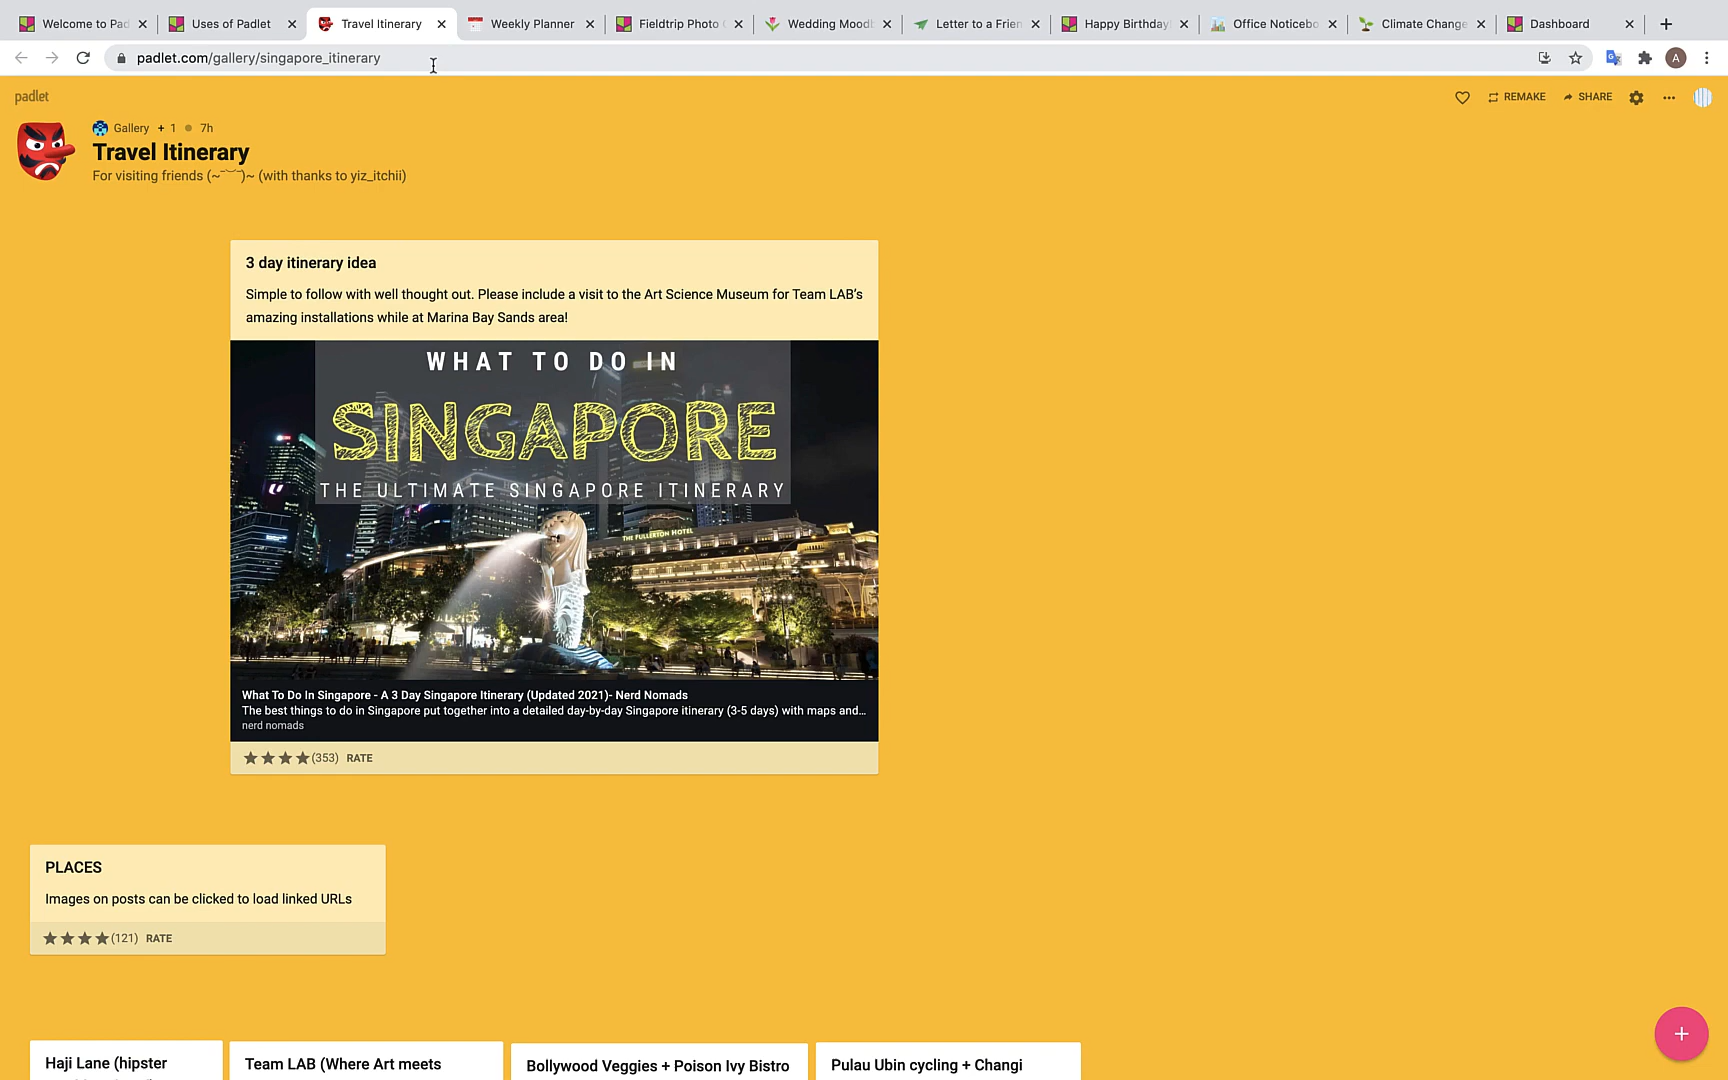 Welcome to Pad
Uses of Padlet
Travel Itinerary
Weekly Planner
Fieldtrip Photo
Wedding Moodb
Letter to a Frien
Happy Birthday
Office Noticebo
Climate Change
Dashboard
padlet.com/gallery/singapore_itinerary
A
padlet
REMAKE
SHARE
Gallery + 1 7h
Travel Itinerary
For visiting friends (~¯︶¯)~ (with thanks to yiz_itchii)
3 day itinerary idea
Simple to follow with well thought out. Please include a visit to the Art Science Museum for Team LAB's
amazing installations while at Marina Bay Sands area!
WHAT TO DO IN
SINGAPORE
THE ULTIMATE SINGAPORE ITINERARY
THE FULLERTON HOTEL
What To Do In Singapore - A 3 Day Singapore Itinerary (Updated 2021)- Nerd Nomads
The best things to do in Singapore put together into a detailed day-by-day Singapore itinerary (3-5 days) with maps and...
nerd nomads
(353) RATE
PLACES
Images on posts can be clicked to load linked URLs
(121) RATE
Haji Lane (hipster
Team LAB (Where Art meets
Bollywood Veggies + Poison Ivy Bistro
Pulau Ubin cycling + Changi